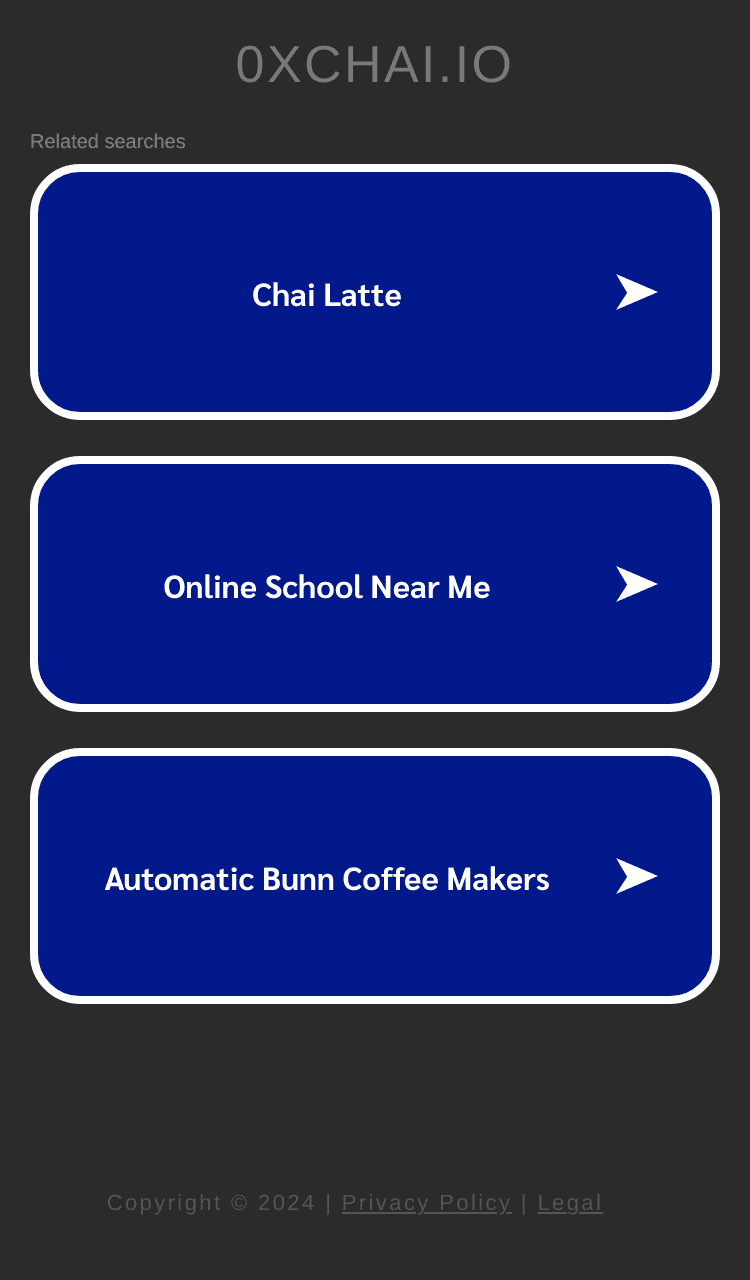 0XCHAI.IO
Related searches
Chai Latte
Online School Near Me
Automatic Bunn Coffee Makers
Copyright © 2024 | Privacy Policy | Legal